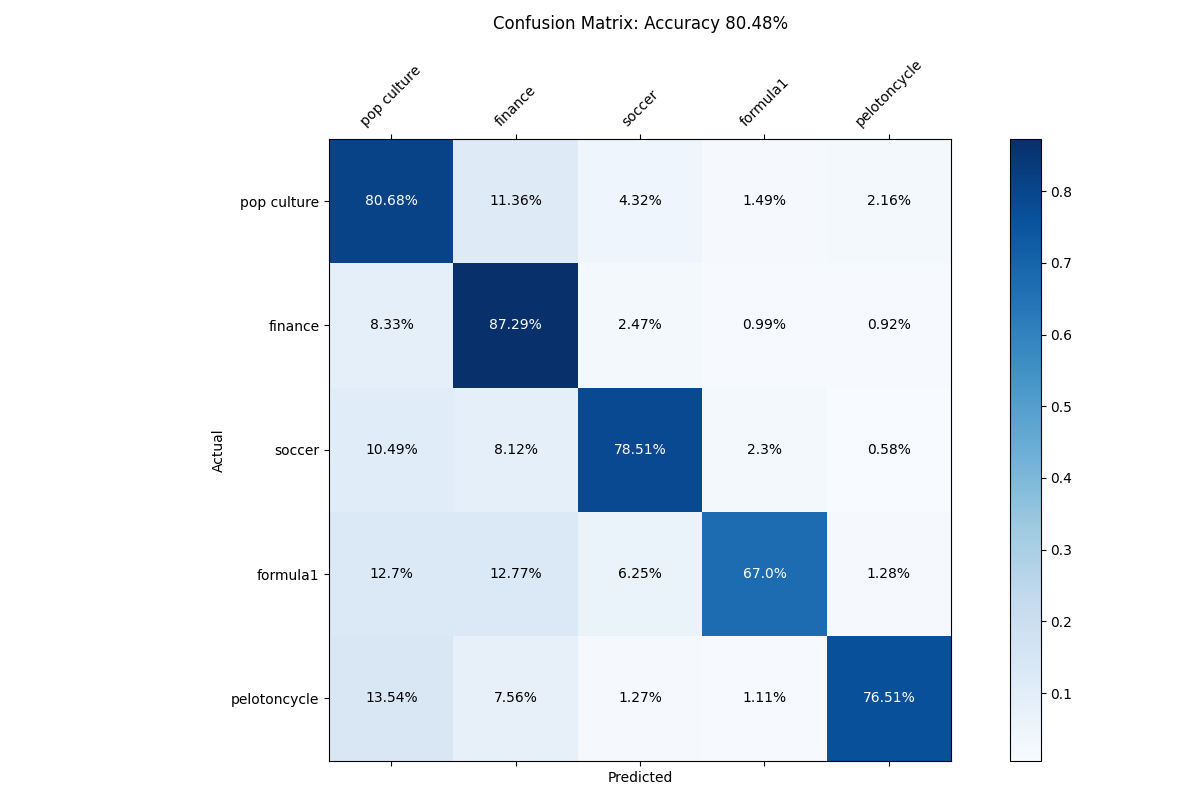 Confusion Matrix: Accuracy 80.48%
pop culture finance soccer formula1 pelotoncycle
pop culture 80.68% 11.36% 4.32% 1.49% 2.16%
finance 8.33% 87.29% 2.47% 0.99% 0.92%
soccer 10.49% 8.12% 78.51% 2.3% 0.58%
formula1 12.7% 12.77% 6.25% 67.0% 1.28%
pelotoncycle 13.54% 7.56% 1.27% 1.11% 76.51%
Actual
Predicted
0.8
0.7
0.6
0.5
0.4
0.3
0.2
0.1